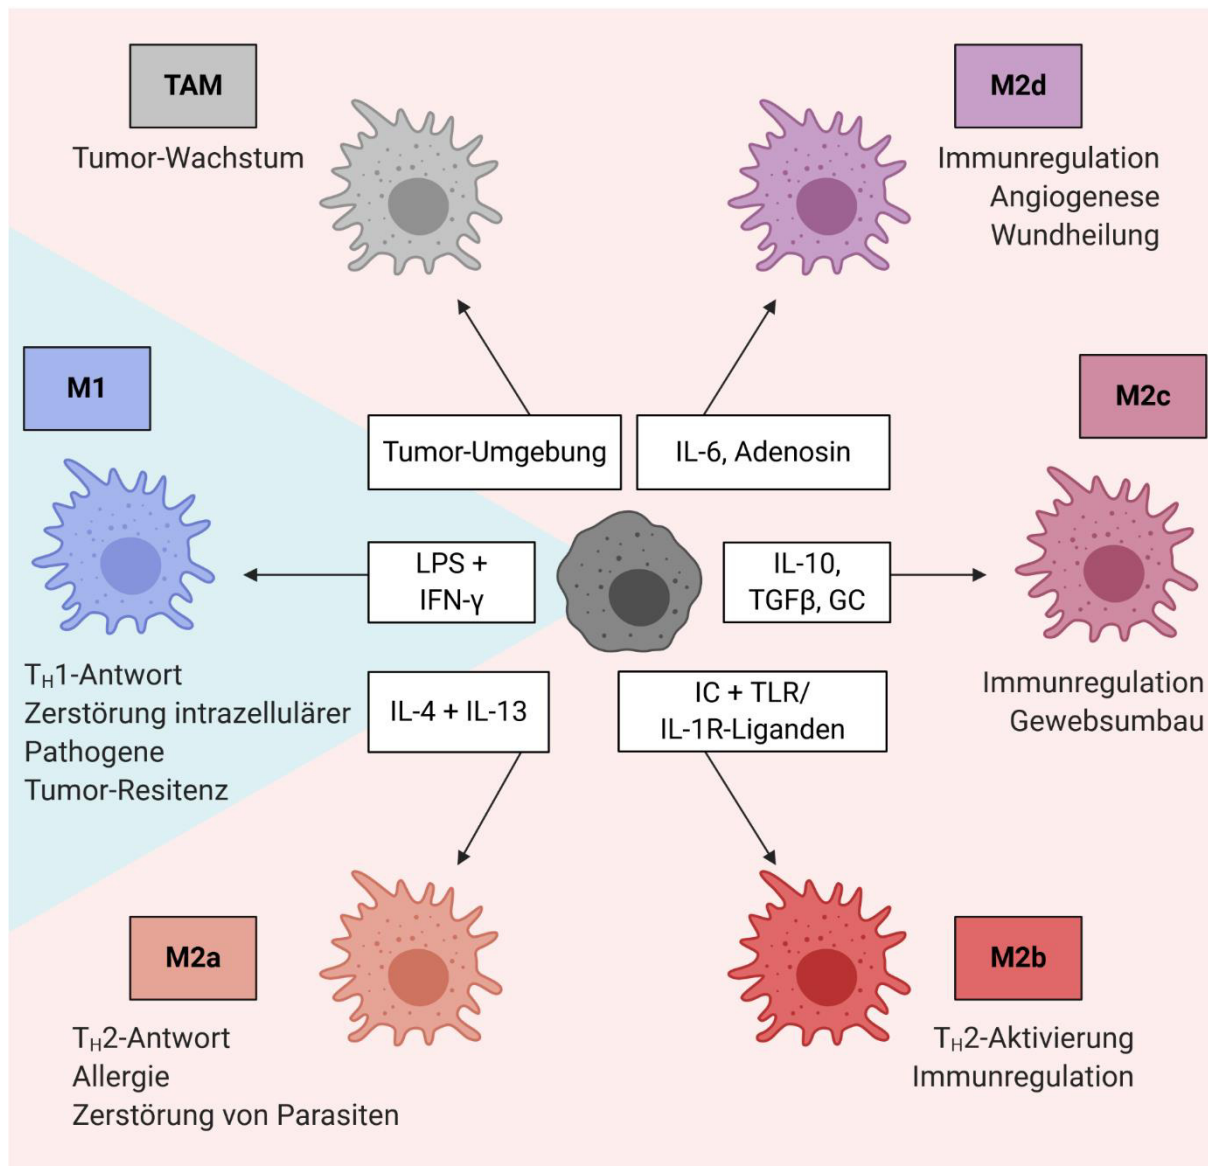 TAM
Tumor-Wachstum
M2d
Immunregulation
Angiogenese
Wundheilung
M1
M2c
Tumor-Umgebung
IL-6, Adenosin
LPS +
IFN-γ
IL-10,
TGFβ, GC
TH1-Antwort
Zerstörung intrazellulärer
Pathogene
Tumor-Resitenz
IL-4 + IL-13
IC + TLR/
IL-1R-Liganden
Immunregulation
Gewebsumbau
M2a
TH2-Antwort
Allergie
Zerstörung von Parasiten
M2b
TH2-Aktivierung
Immunregulation